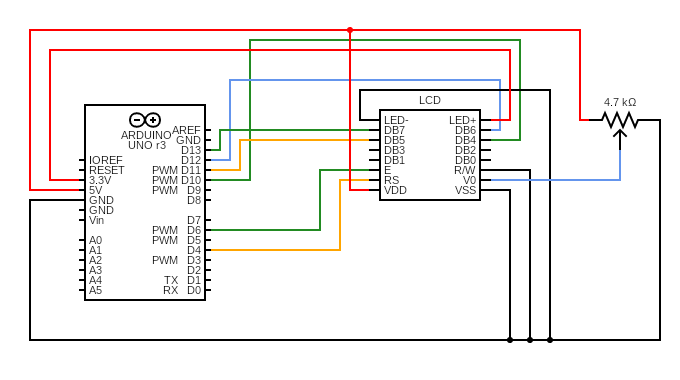 4.7 kΩ
LCD
ARDUINO
UNO r3
AREF
GND
D13
IOREF D12
RESET PWM D11
3.3V PWM D10
5V PWM D9
GND D8
GND
Vin D7
PWM D6
A0 PWM D5
A1 D4
A2 PWM D3
A3 D2
A4 TX D1
A5 RX D0
LED- LED+
DB7 DB6
DB5 DB4
DB3 DB2
DB1 DB0
E R/W
RS V0
VDD VSS